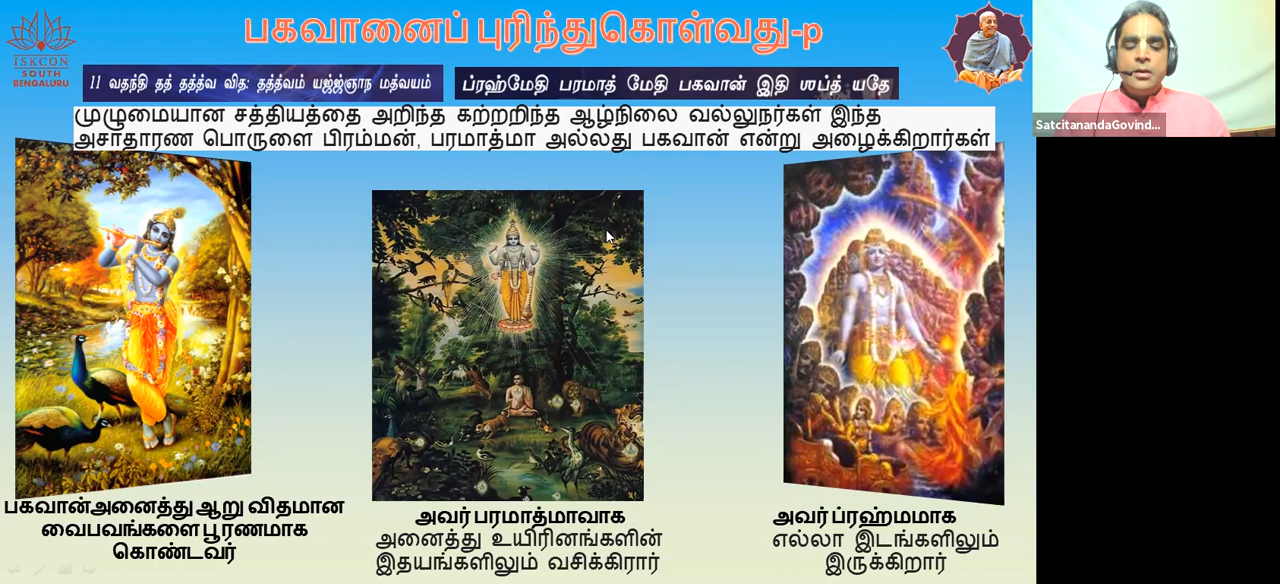 பகவானைப் புரிந்துகொள்வது-p
ISKCON
SOUTH
BENGALURU
11 வதந்தி தத் தத்த்வ வித: தத்த்வம் யஜ்ஜ்ஞாந மத்வயம்
ப்ரஹ்மேதி பரமாத் மேதி பகவான் இதி ஶப்த் யதே
முழுமையான சத்தியத்தை அறிந்த கற்றறிந்த ஆழ்நிலை வல்லுநர்கள் இந்த
அசாதாரண பொருளை பிரம்மன், பரமாத்மா அல்லது பகவான் என்று அழைக்கிறார்கள்
SatcitanandaGovind...
பகவான்அனைத்து ஆறு விதமான
வைபவங்களை பூரணமாக
கொண்டவர்
அவர் பரமாத்மாவாக
அனைத்து உயிரினங்களின்
இதயங்களிலும் வசிக்கிரார்
அவர் ப்ரஹ்மமாக
எல்லா இடங்களிலும்
இருக்கிறார்